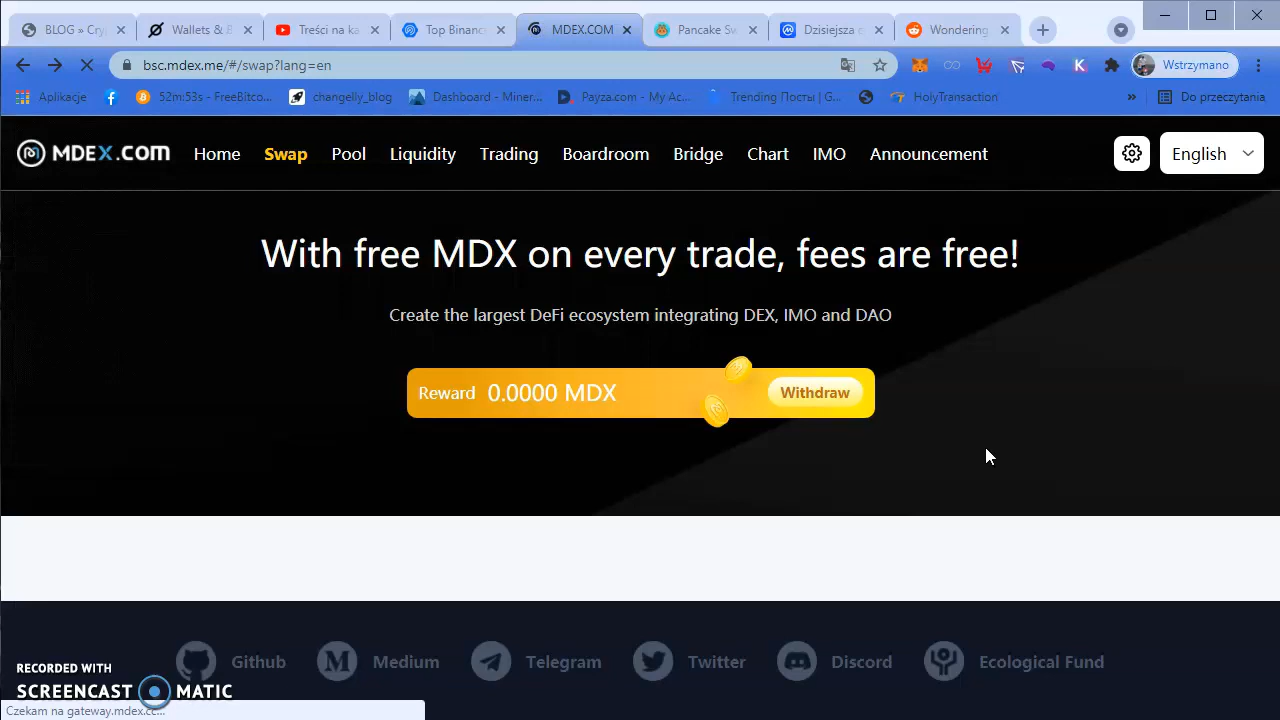 BLOG » Cry
Wallets & E
Treści na ka
Top Binanc
MDEX.COM
Pancake Sw
Dzisiejsza c
Wondering
bsc.mdex.me/#/swap?lang=en
Wstrzymano
Aplikacje
52m:53s - FreeBitco...
changelly_blog
Dashboard - Miner...
Payza.com - My Ac...
Trending Посты | G...
HolyTransaction
»
Do przeczytania
MDEX.COM
Home
Swap
Pool
Liquidity
Trading
Boardroom
Bridge
Chart
IMO
Announcement
English
With free MDX on every trade, fees are free!
Create the largest DeFi ecosystem integrating DEX, IMO and DAO
Reward 0.0000 MDX
Withdraw
Github
Medium
Telegram
Twitter
Discord
Ecological Fund
RECORDED WITH
SCREENCAST MATIC
Czekam na gateway.mdex.cc...